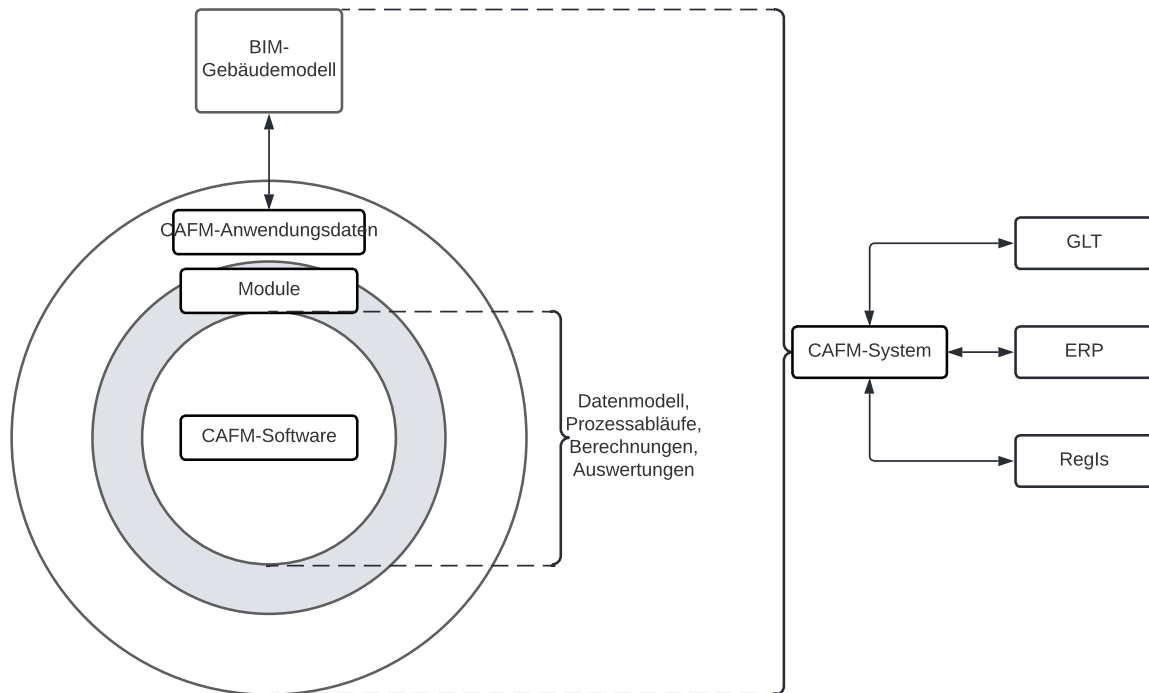 BIM-
Gebäudemodell
CAFM-Anwendungsdaten
Module
CAFM-Software
Datenmodell,
Prozessabläufe,
Berechnungen,
Auswertungen
CAFM-System
GLT
ERP
RegIs